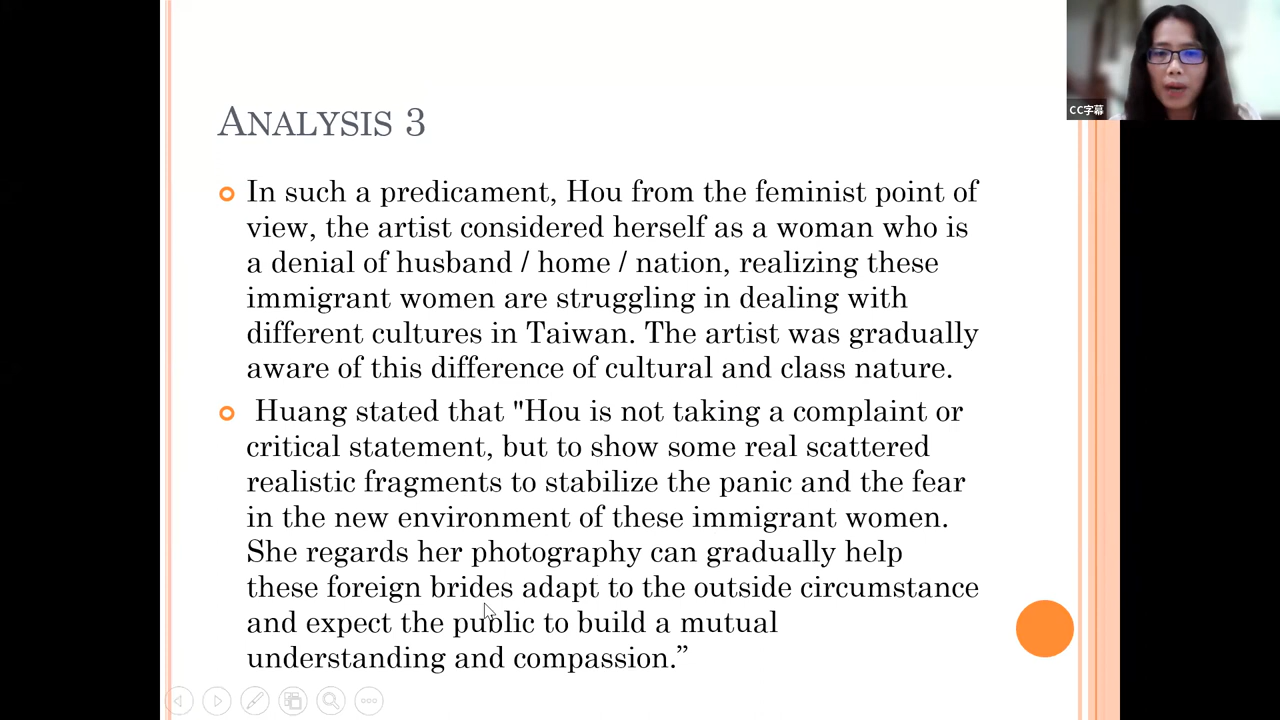 CC字幕
ANALYSIS 3
In such a predicament, Hou from the feminist point of
view, the artist considered herself as a woman who is
a denial of husband / home / nation, realizing these
immigrant women are struggling in dealing with
different cultures in Taiwan. The artist was gradually
aware of this difference of cultural and class nature.
Huang stated that "Hou is not taking a complaint or
critical statement, but to show some real scattered
realistic fragments to stabilize the panic and the fear
in the new environment of these immigrant women.
She regards her photography can gradually help
these foreign brides adapt to the outside circumstance
and expect the public to build a mutual
understanding and compassion.”